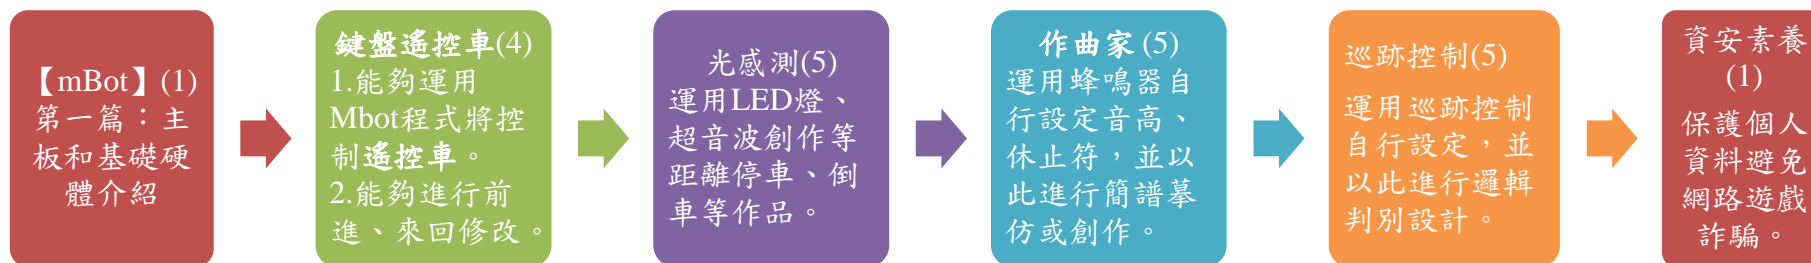 【mBot】(1)
第一篇：主
板和基礎硬
體介紹
鍵盤遙控車(4)
1.能夠運用
Mbot程式將控
制遙控車。
2.能夠進行前
進、來回修改。
光感測(5)
運用LED燈、
超音波創作等
距離停車、倒
車等作品。
作曲家(5)
運用蜂鳴器自
行設定音高、
休止符，並以
此進行簡譜摹
仿或創作。
巡跡控制(5)
運用巡跡控制
自行設定，並
以此進行邏輯
判別設計。
資安素養
(1)
保護個人
資料避免
網路遊戲
詐騙。